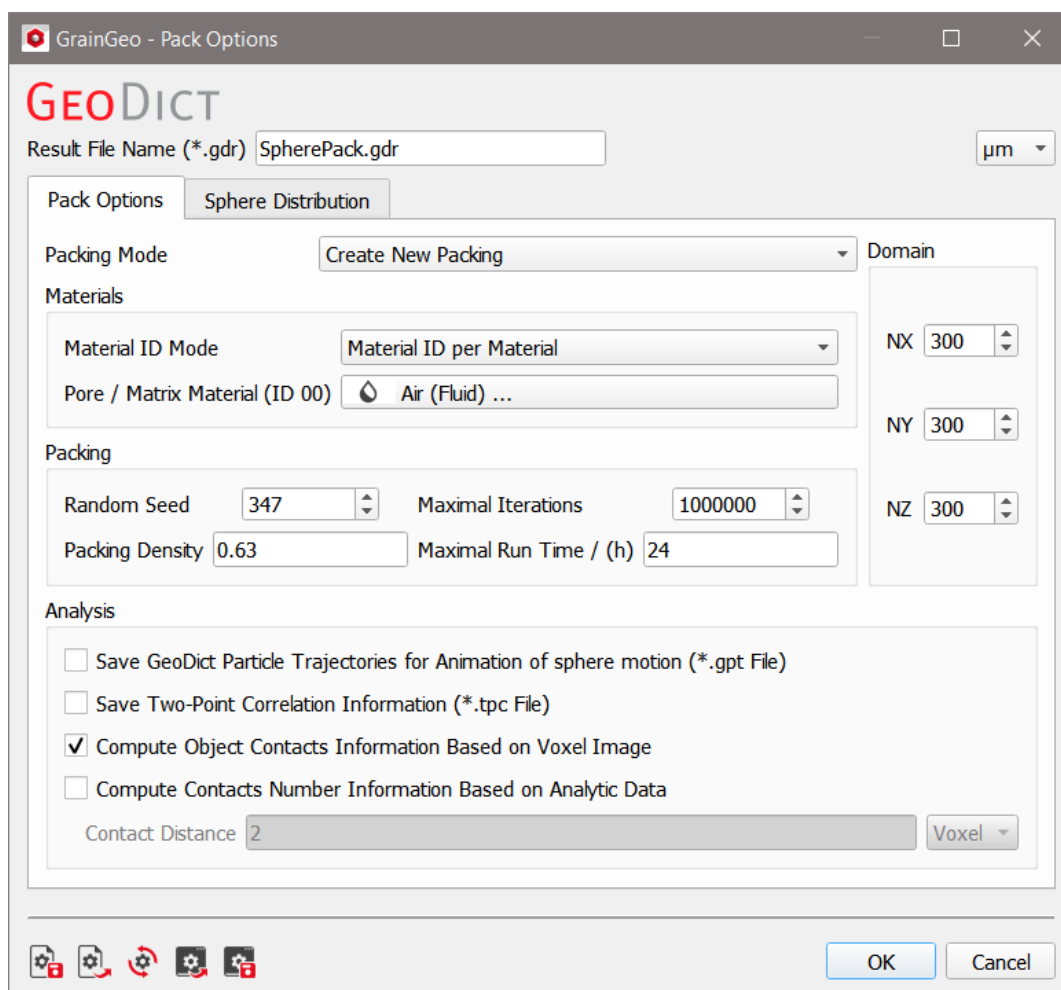 GrainGeo - Pack Options
GEODICT
Result File Name (*.gdr) SpherePack.gdr µm
Pack Options Sphere Distribution
Packing Mode Create New Packing Domain
Materials
Material ID Mode Material ID per Material NX 300
Pore / Matrix Material (ID 00) Air (Fluid) ...
NY 300
Packing
Random Seed 347 Maximal Iterations 1000000 NZ 300
Packing Density 0.63 Maximal Run Time / (h) 24
Analysis
Save GeoDict Particle Trajectories for Animation of sphere motion (*.gpt File)
Save Two-Point Correlation Information (*.tpc File)
Compute Object Contacts Information Based on Voxel Image
Compute Contacts Number Information Based on Analytic Data
Contact Distance 2 Voxel
OK Cancel